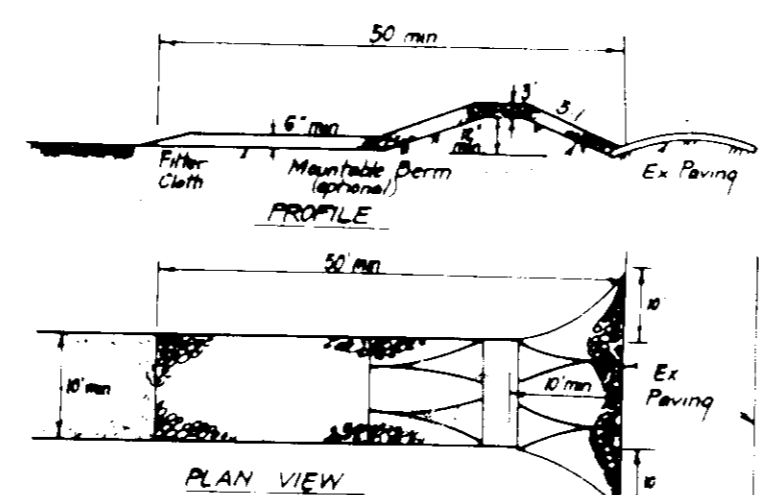 50 min
3'
3:1
6" min
min
Filter
Cloth
Mountable Berm
(optional)
Ex Paving
PROFILE
50' min
10'
10' min
10' min
Ex
Paving
10
PLAN VIEW